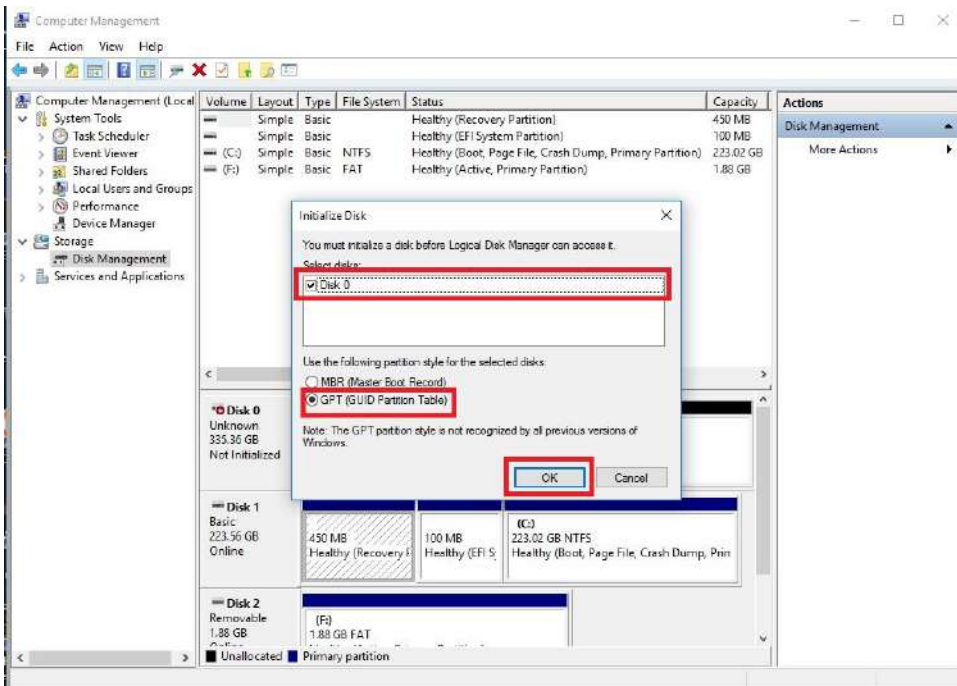 Computer Management
File Action View Help
Computer Management (Local
System Tools
Task Scheduler
Event Viewer
Shared Folders
Local Users and Groups
Performance
Device Manager
Storage
Disk Management
Services and Applications
Volume Layout Type File System Status Capacity
Simple Basic Healthy (Recovery Partition) 450 MB
Simple Basic Healthy (EFI System Partition) 100 MB
(C:) Simple Basic NTFS Healthy (Boot, Page File, Crash Dump, Primary Partition) 223.02 GB
(F:) Simple Basic FAT Healthy (Active, Primary Partition) 1.88 GB
Actions
Disk Management
More Actions
Initialize Disk
You must initialize a disk before Logical Disk Manager can access it.
Select disks:
Disk 0
Use the following partition style for the selected disks:
MBR (Master Boot Record)
GPT (GUID Partition Table)
Note: The GPT partition style is not recognized by all previous versions of
Windows.
OK Cancel
Disk 0
Unknown
335.36 GB
Not Initialized
Disk 1
Basic
223.56 GB
Online
450 MB
Healthy (Recovery P
100 MB
Healthy (EFI S
(C:)
223.02 GB NTFS
Healthy (Boot, Page File, Crash Dump, Prin
Disk 2
Removable
1.88 GB
(F:)
1.88 GB FAT
Unallocated Primary partition